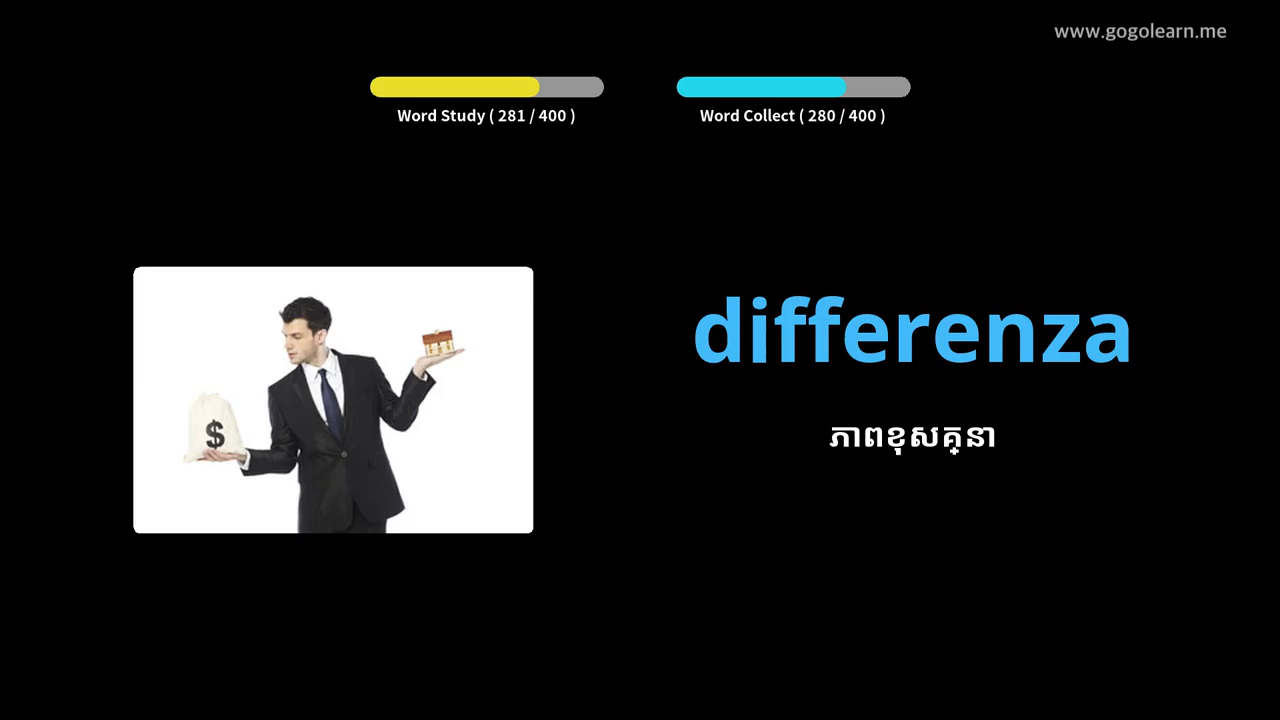 www.gogolearn.me
Word Study ( 281 / 400 )
Word Collect ( 280 / 400 )
differenza
ភាពខុសគ្នា
$